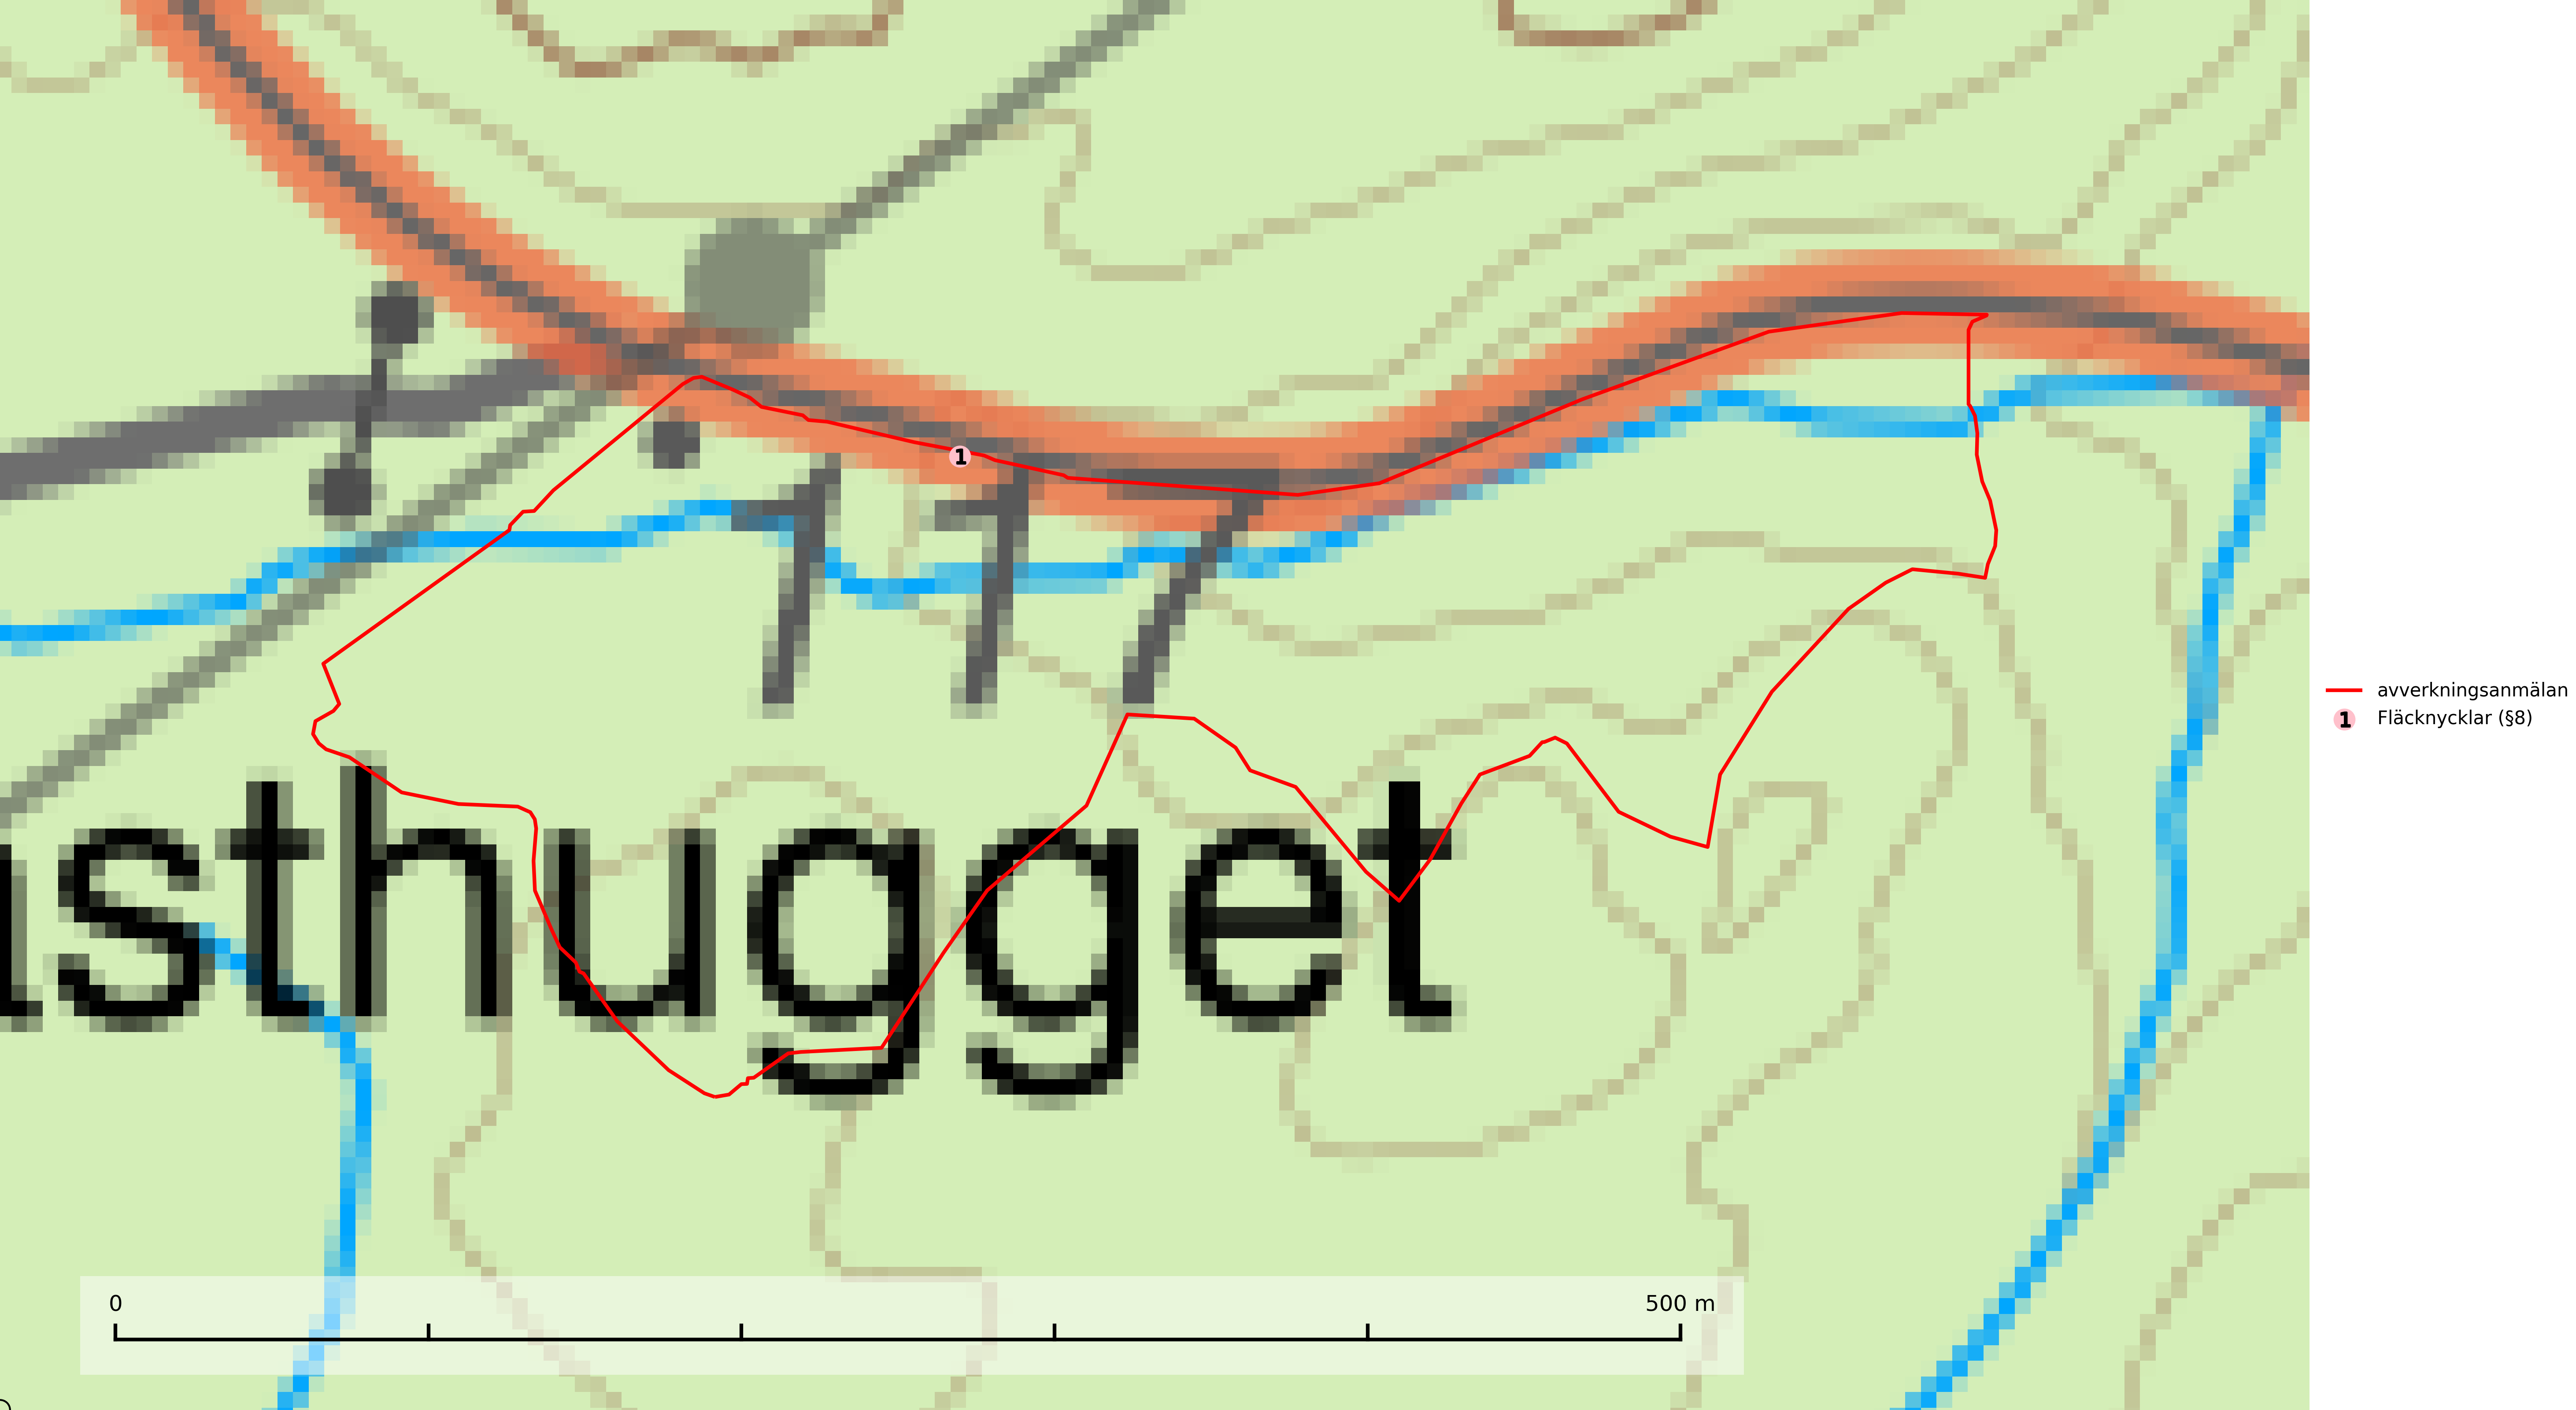 1
sthugget
0 500 m
avverkningsanmälan
1 Fläcknycklar (§8)